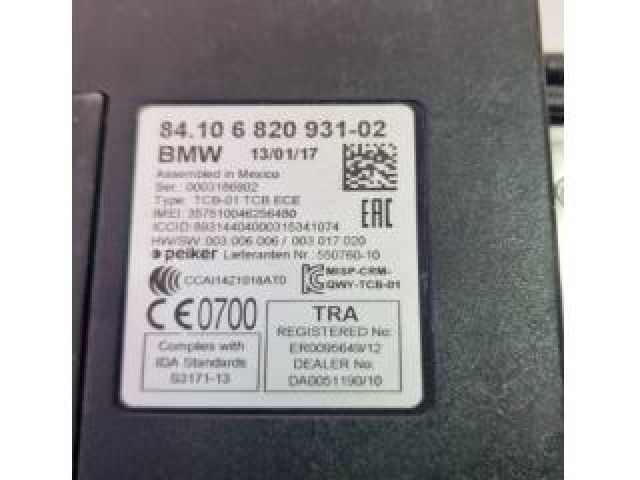 84.10 6 820 931-02
BMW 13/01/17
Assembled in Mexico
Ser.: 0003186902
Type: TCB-01 TCB ECE
IMEI: 357510046256480
ICCID: 89314404000315341074
HW/SW: 003.006.006 / 003.017.020
peiker Lieferanten Nr.: 550760-10
EAC
CCAI14Z1016AT0
MISP-CRM-
QWY-TCB-01
CE0700
Complies with
IDA Standards
S3171-13
TRA
REGISTERED No:
ER0095649/12
DEALER No:
DA0051190/10